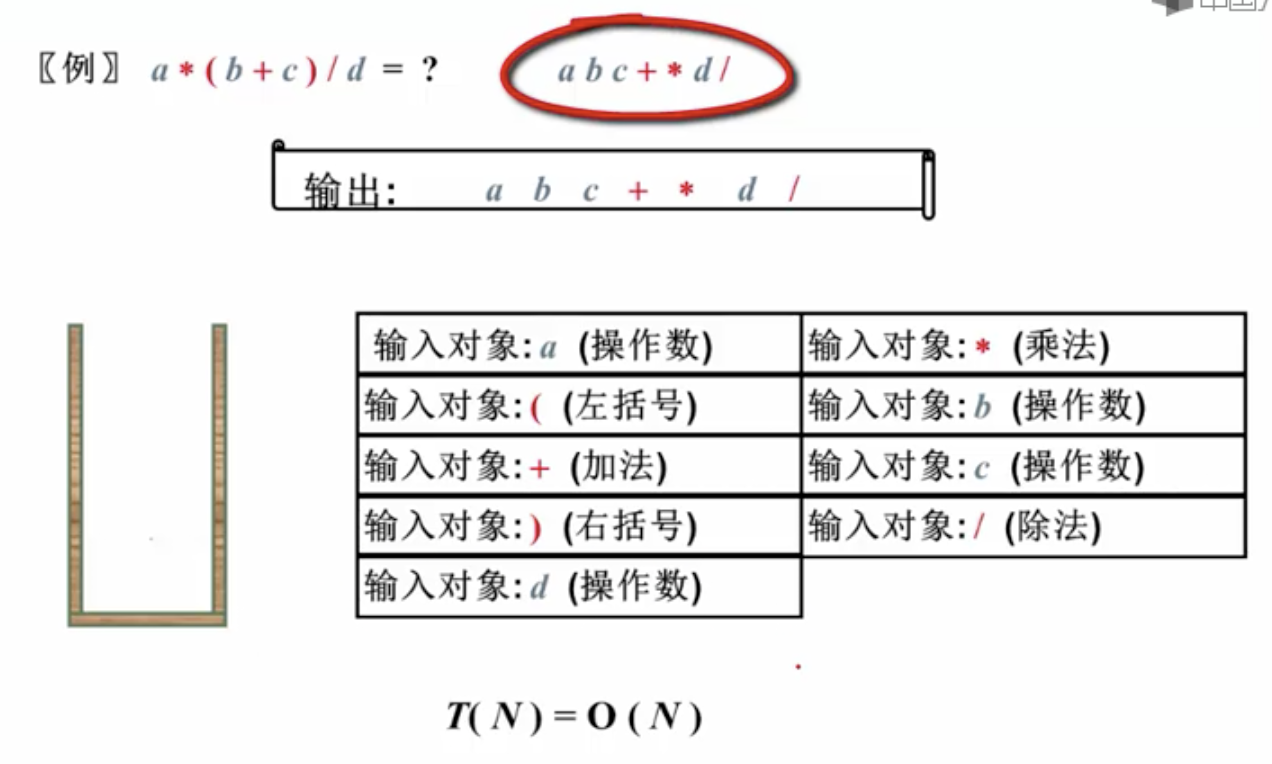 〖例〗 a * ( b + c ) / d = ? a b c + * d /
输出: a b c + * d /
输入对象: a (操作数) 输入对象: * (乘法)
输入对象: ( (左括号) 输入对象: b (操作数)
输入对象: + (加法) 输入对象: c (操作数)
输入对象: ) (右括号) 输入对象: / (除法)
输入对象: d (操作数)
T( N ) = O ( N )